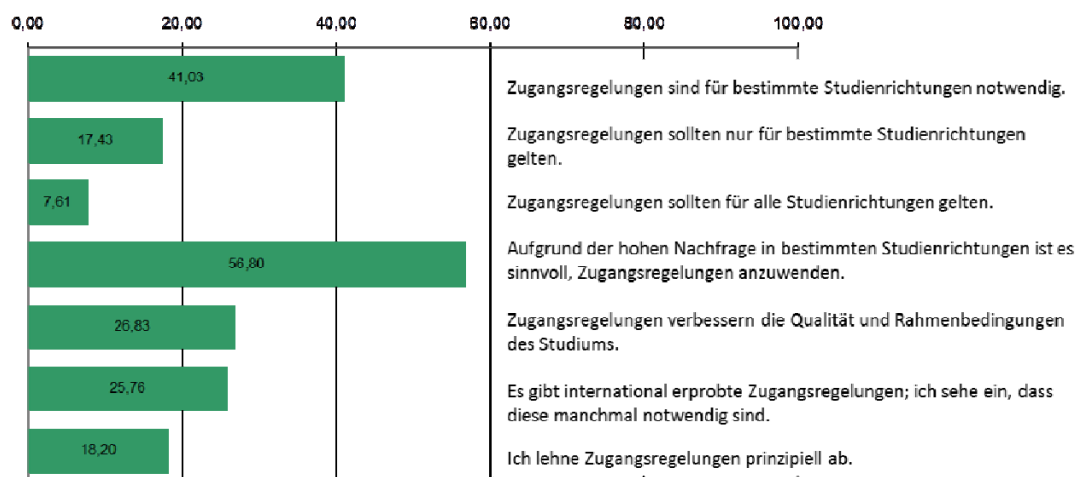 0,00 20,00 40,00 60,00 80,00 100,00
41,03 Zugangsregelungen sind für bestimmte Studienrichtungen notwendig.
17,43 Zugangsregelungen sollten nur für bestimmte Studienrichtungen
gelten.
7,61 Zugangsregelungen sollten für alle Studienrichtungen gelten.
Aufgrund der hohen Nachfrage in bestimmten Studienrichtungen ist es
56,80 sinnvoll, Zugangsregelungen anzuwenden.
26,83 Zugangsregelungen verbessern die Qualität und Rahmenbedingungen
des Studiums.
25,76 Es gibt international erprobte Zugangsregelungen; ich sehe ein, dass
diese manchmal notwendig sind.
18,20 Ich lehne Zugangsregelungen prinzipiell ab.